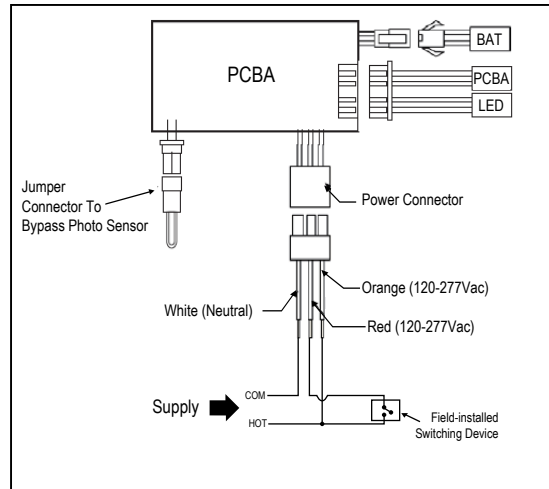 PCBA
BAT
PCBA
LED
Jumper
Connector To
Bypass Photo Sensor
Power Connector
Orange (120-277Vac)
White (Neutral)
Red (120-277Vac)
Supply
COM
HOT
Field-installed
Switching Device